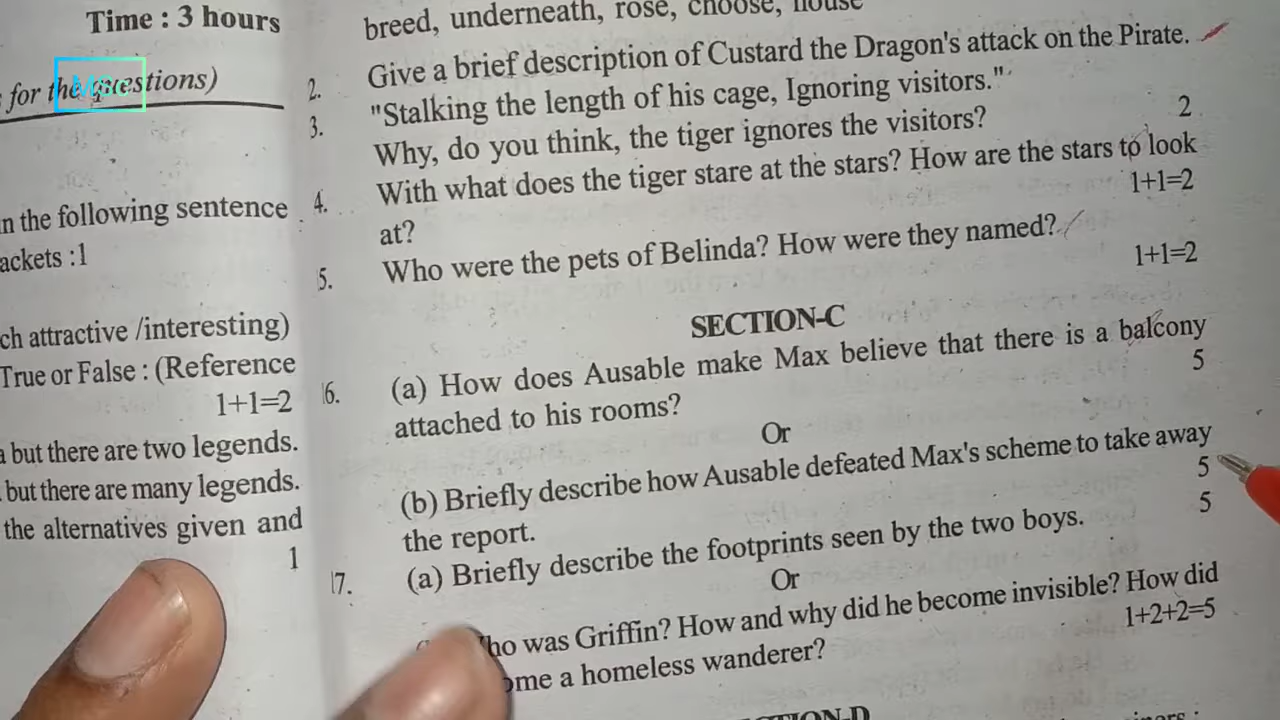 Time : 3 hours
for the questions)
MSc
n the following sentence
ackets :1
ch attractive /interesting)
True or False : (Reference
1+1=2
a but there are two legends.
but there are many legends.
the alternatives given and
1
breed, underneath, rose, choose, house
2. Give a brief description of Custard the Dragon's attack on the Pirate.
3. "Stalking the length of his cage, Ignoring visitors."
Why, do you think, the tiger ignores the visitors? 2
4. With what does the tiger stare at the stars? How are the stars to look
at? 1+1=2
5. Who were the pets of Belinda? How were they named?
1+1=2
SECTION-C
16. (a) How does Ausable make Max believe that there is a balcony
attached to his rooms? 5
Or
(b) Briefly describe how Ausable defeated Max's scheme to take away
the report. 5
17. (a) Briefly describe the footprints seen by the two boys. 5
Or
ho was Griffin? How and why did he become invisible? How did
ome a homeless wanderer? 1+2+2=5